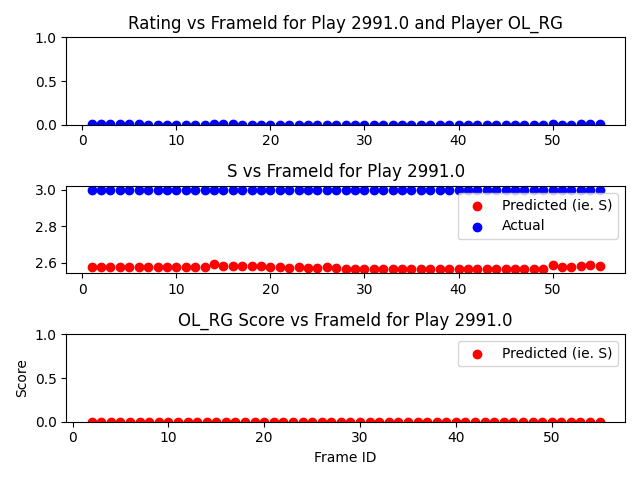 Rating vs FrameId for Play 2991.0 and Player OL_RG
1.0
0.5
0.0
0 10 20 30 40 50
S vs FrameId for Play 2991.0
3.0
2.8
2.6
Predicted (ie. S)
Actual
0 10 20 30 40 50
OL_RG Score vs FrameId for Play 2991.0
1.0
0.5
0.0
Score
Predicted (ie. S)
0 10 20 30 40 50
Frame ID